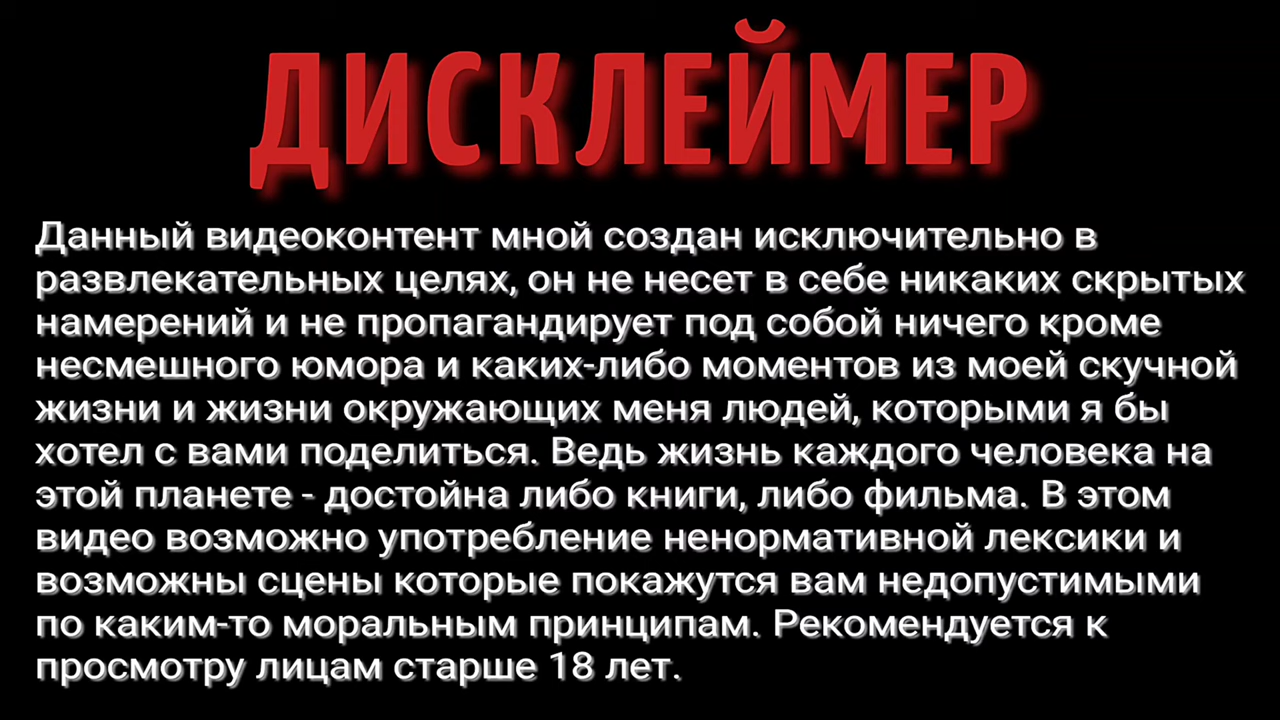 ДИСКЛЕЙМЕР
Данный видеоконтент мной создан исключительно в
развлекательных целях, он не несет в себе никаких скрытых
намерений и не пропагандирует под собой ничего кроме
несмешного юмора и каких-либо моментов из моей скучной
жизни и жизни окружающих меня людей, которыми я бы
хотел с вами поделиться. Ведь жизнь каждого человека на
этой планете - достойна либо книги, либо фильма. В этом
видео возможно употребление ненормативной лексики и
возможны сцены которые покажутся вам недопустимыми
по каким-то моральным принципам. Рекомендуется к
просмотру лицам старше 18 лет.